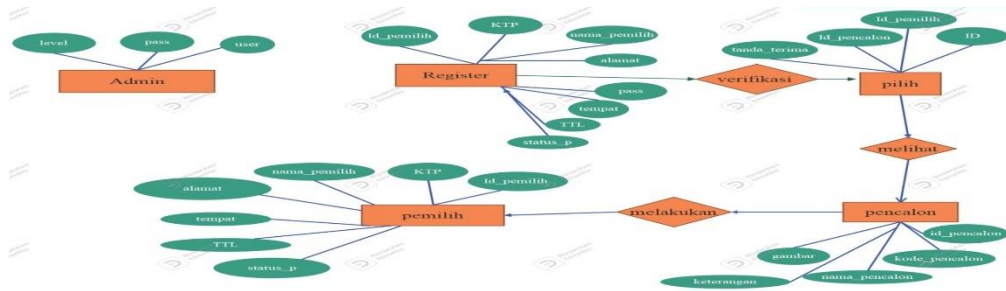 level
pass
user
Admin
Id_pemilih
KTP
nama_pemilih
alamat
Register
pass
tempat
TTL
status_p
verifikasi
tanda_terima
Id_pencalon
Id_pemilih
ID
pilih
melihat
alamat
nama_pemilih
KTP
Id_pemilih
tempat
pemilih
TTL
status_p
melakukan
pencalon
id_pencalon
gambar
kode_pencalon
keterangan
nama_pencalon